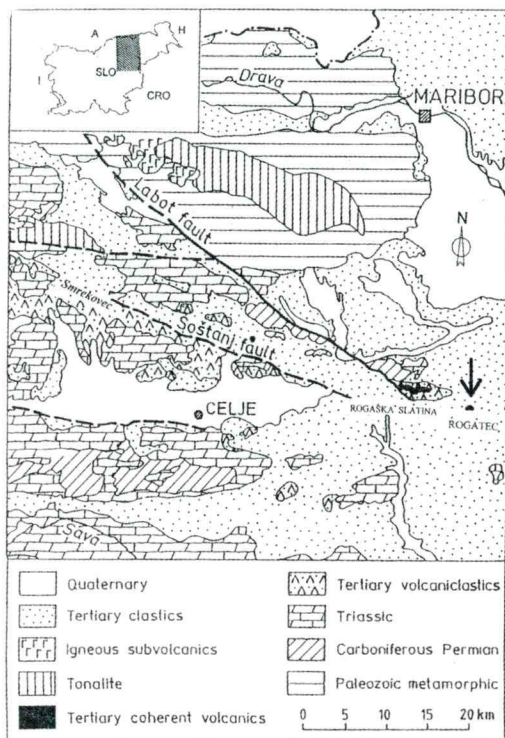 A
H
I
SLO
CRO
Drava
MARIBOR
N
Labot fault
Smrekovec
Šoštanj fault
CELJE
ROGAŠKA SLATINA
ROGATEC
Sava
Quaternary
Tertiary clastics
Igneous subvolcanics
Tonalite
Tertiary coherent volcanics
Tertiary volcaniclastics
Triassic
Carboniferous Permian
Paleozoic metamorphic
0 5 10 15 20 km